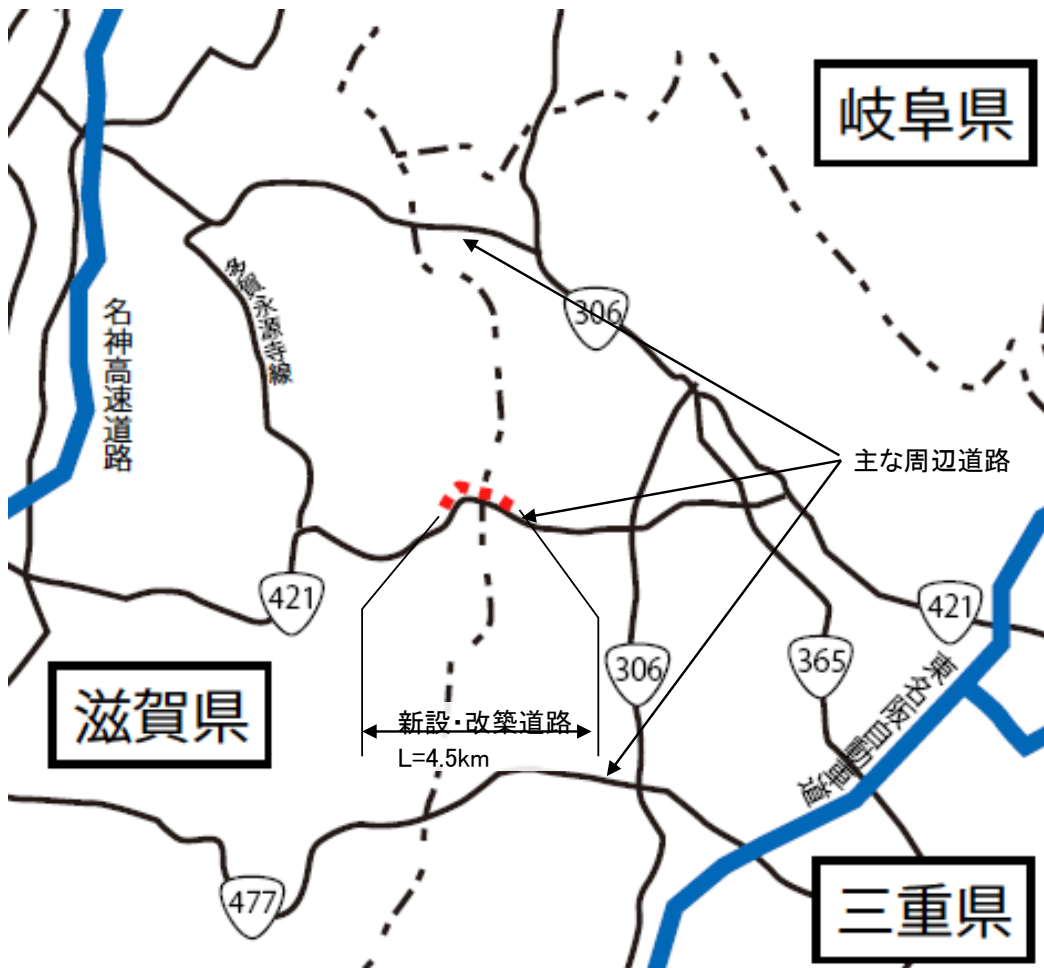 岐阜県
306
多賀永源寺線
名神高速道路
主な周辺道路
421
421
306
365
東名阪自動車道
滋賀県
新設・改築道路
L=4.5km
477
三重県